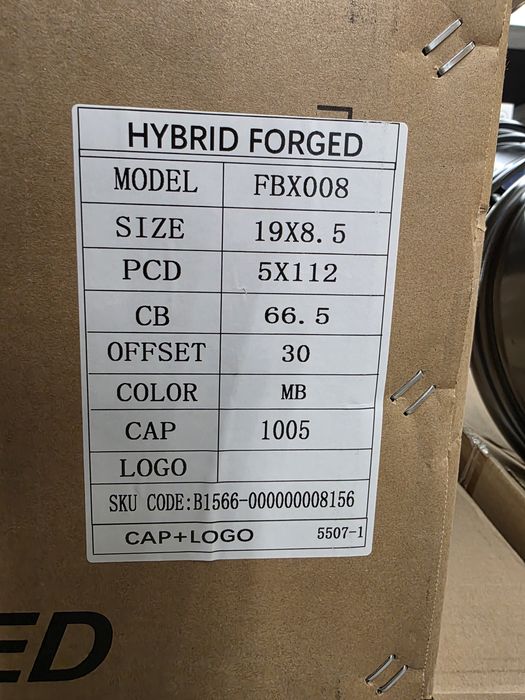 HYBRID FORGED
MODEL FBX008
SIZE 19X8.5
PCD 5X112
CB 66.5
OFFSET 30
COLOR MB
CAP 1005
LOGO
SKU CODE:B1566-000000008156
CAP+LOGO 5507-1
ED